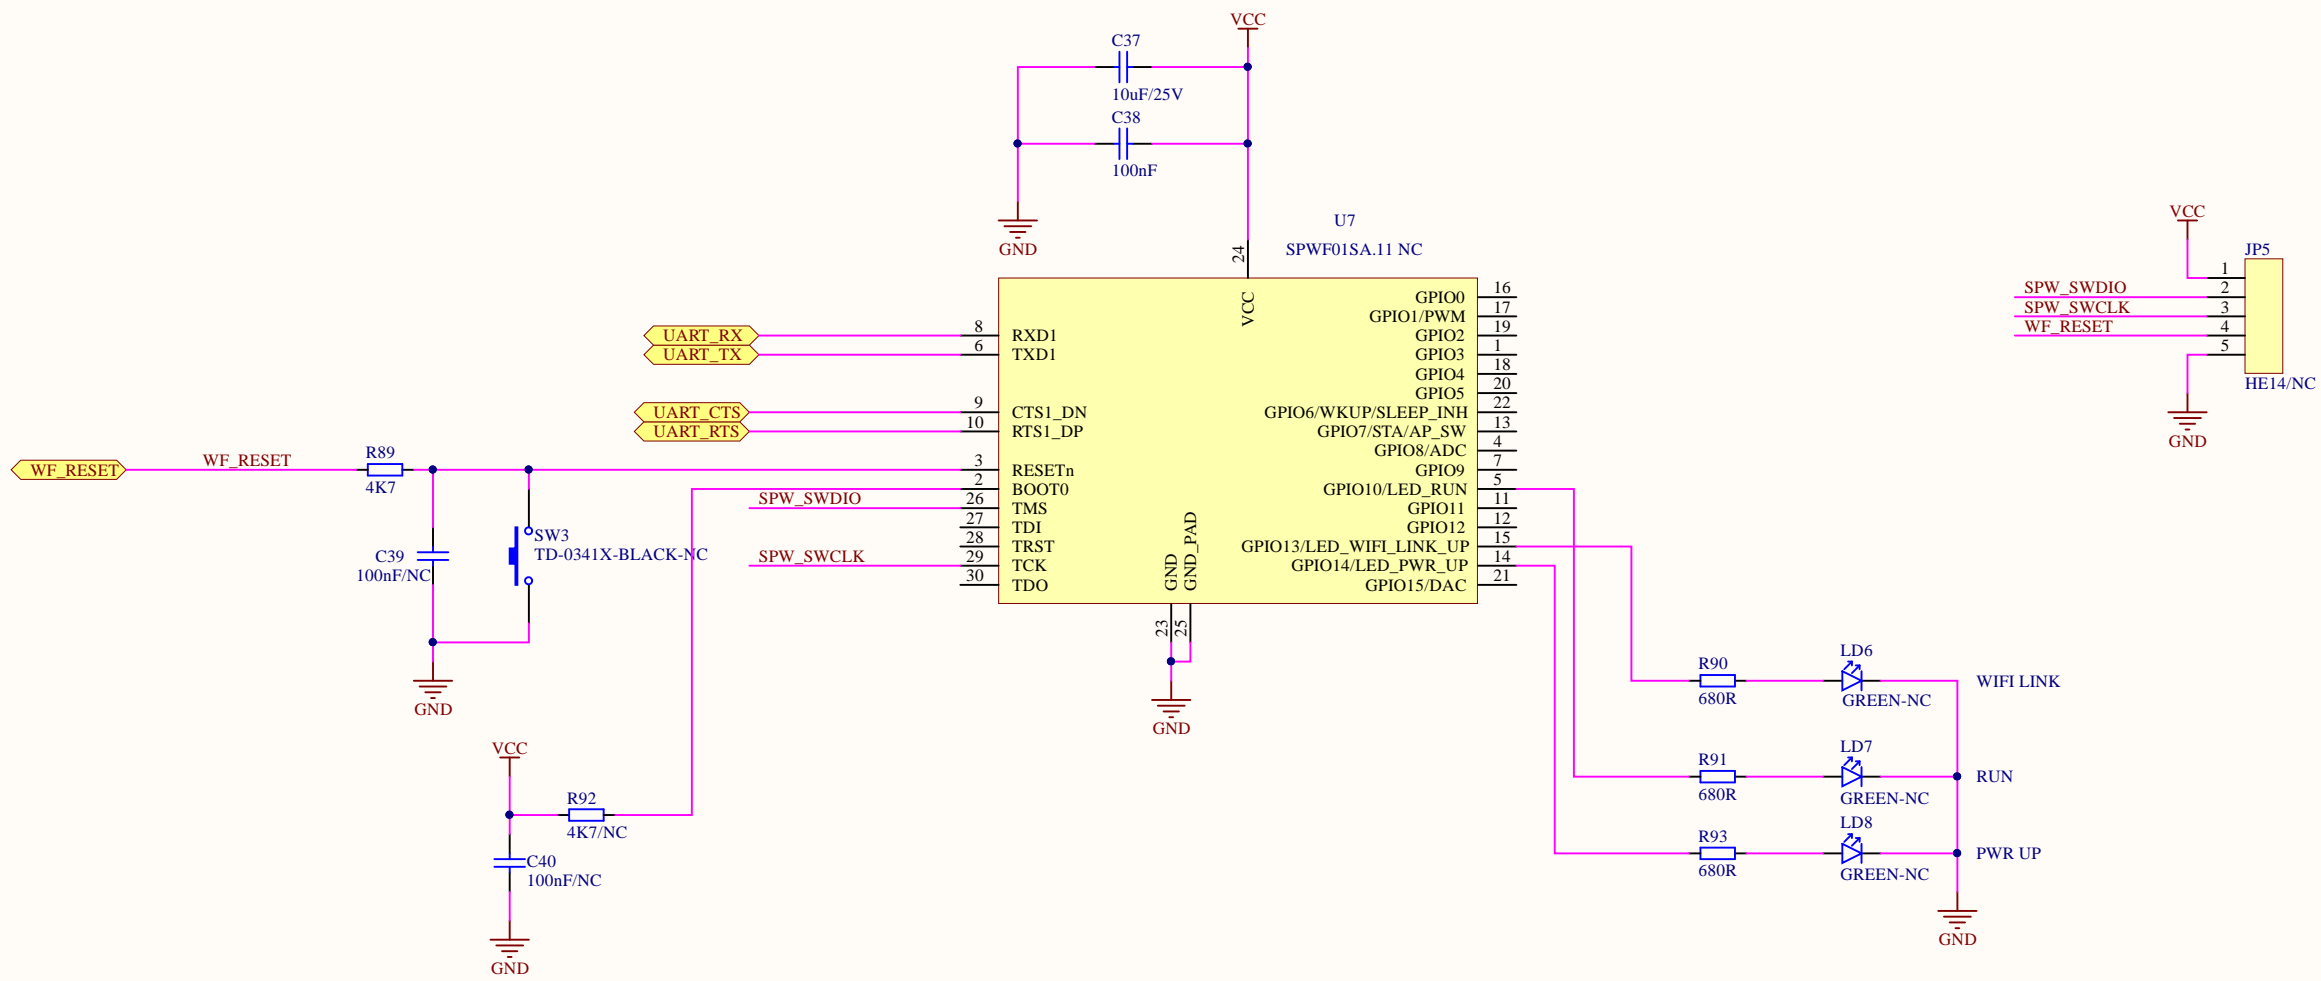 VCC
C37
10uF/25V
C38
100nF
GND
U7
SPWF01SA.11 NC
24
VCC
UART_RX
8
RXD1
UART_TX
6
TXD1
UART_CTS
9
CTS1_DN
UART_RTS
10
RTS1_DP
WF_RESET
WF_RESET
R89
4K7
3
RESETn
2
BOOT0
SPW_SWDIO
26
TMS
27
TDI
28
TRST
SPW_SWCLK
29
TCK
30
TDO
GPIO0
16
GPIO1/PWM
17
GPIO2
19
GPIO3
1
GPIO4
18
GPIO5
20
GPIO6/WKUP/SLEEP_INH
22
GPIO7/STA/AP_SW
13
GPIO8/ADC
4
GPIO9
7
GPIO10/LED_RUN
5
GPIO11
11
GPIO12
12
GPIO13/LED_WIFI_LINK_UP
15
GPIO14/LED_PWR_UP
14
GPIO15/DAC
21
GND
GND_PAD
23
25
GND
C39
100nF/NC
SW3
TD-0341X-BLACK-NC
GND
VCC
R92
4K7/NC
C40
100nF/NC
GND
VCC
JP5
1
SPW_SWDIO
2
SPW_SWCLK
3
WF_RESET
4
5
HE14/NC
GND
R90
680R
LD6
GREEN-NC
WIFI LINK
R91
680R
LD7
GREEN-NC
RUN
R93
680R
LD8
GREEN-NC
PWR UP
GND